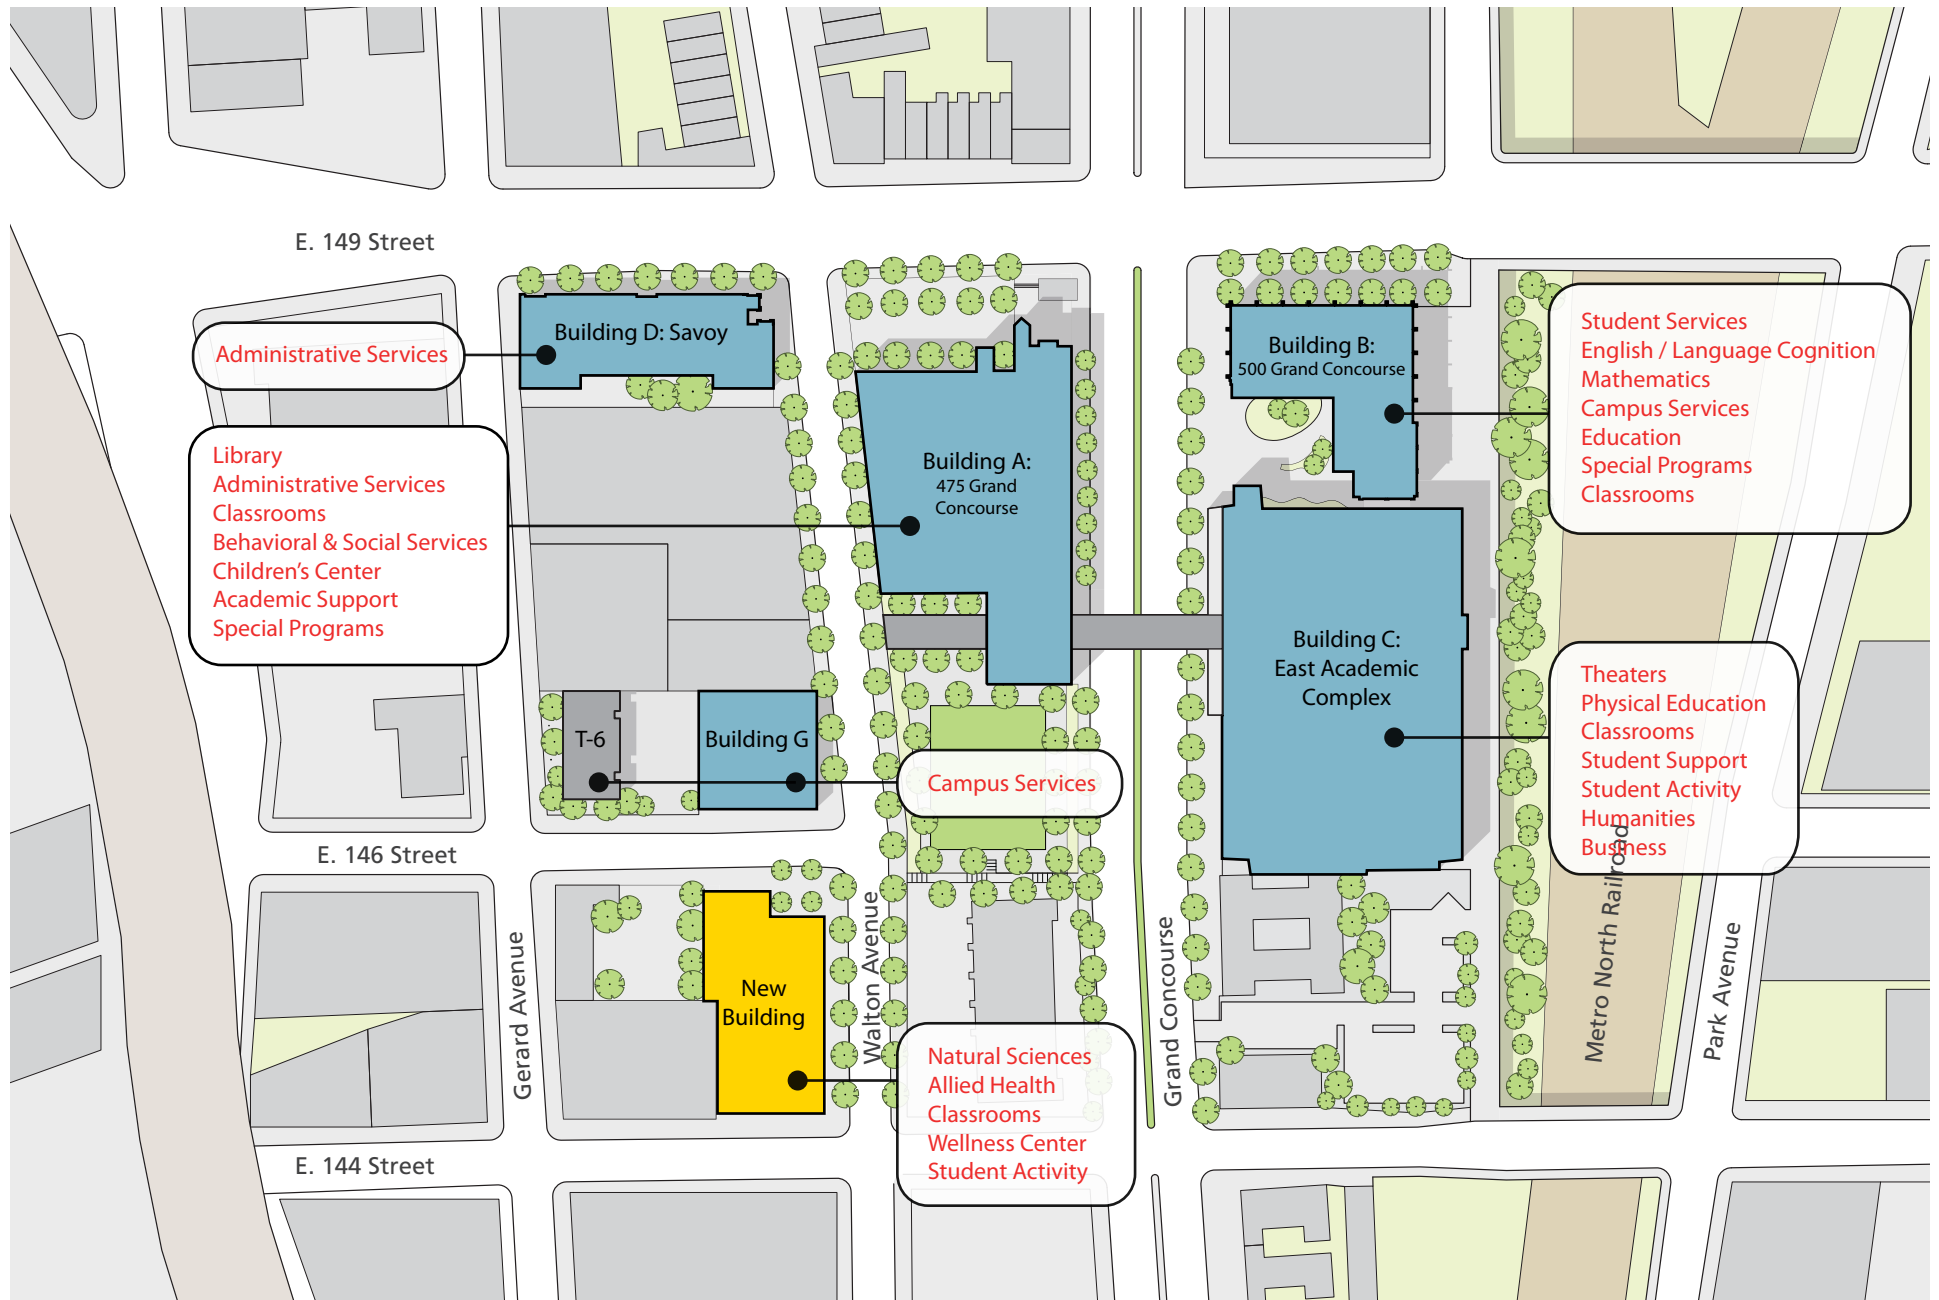 E. 149 Street
Building D: Savoy
Administrative Services
Building B:
500 Grand Concourse
Student Services
English / Language Cognition
Mathematics
Campus Services
Education
Special Programs
Classrooms
Library
Administrative Services
Classrooms
Behavioral & Social Services
Children’s Center
Academic Support
Special Programs
Building A:
475 Grand
Concourse
Building C:
East Academic
Complex
Theaters
Physical Education
Classrooms
Student Support
Student Activity
Humanities
Business
T-6
Building G
Campus Services
E. 146 Street
Gerard Avenue
Walton Avenue
Grand Concourse
Metro North Railroad
Park Avenue
New
Building
Natural Sciences
Allied Health
Classrooms
Wellness Center
Student Activity
E. 144 Street